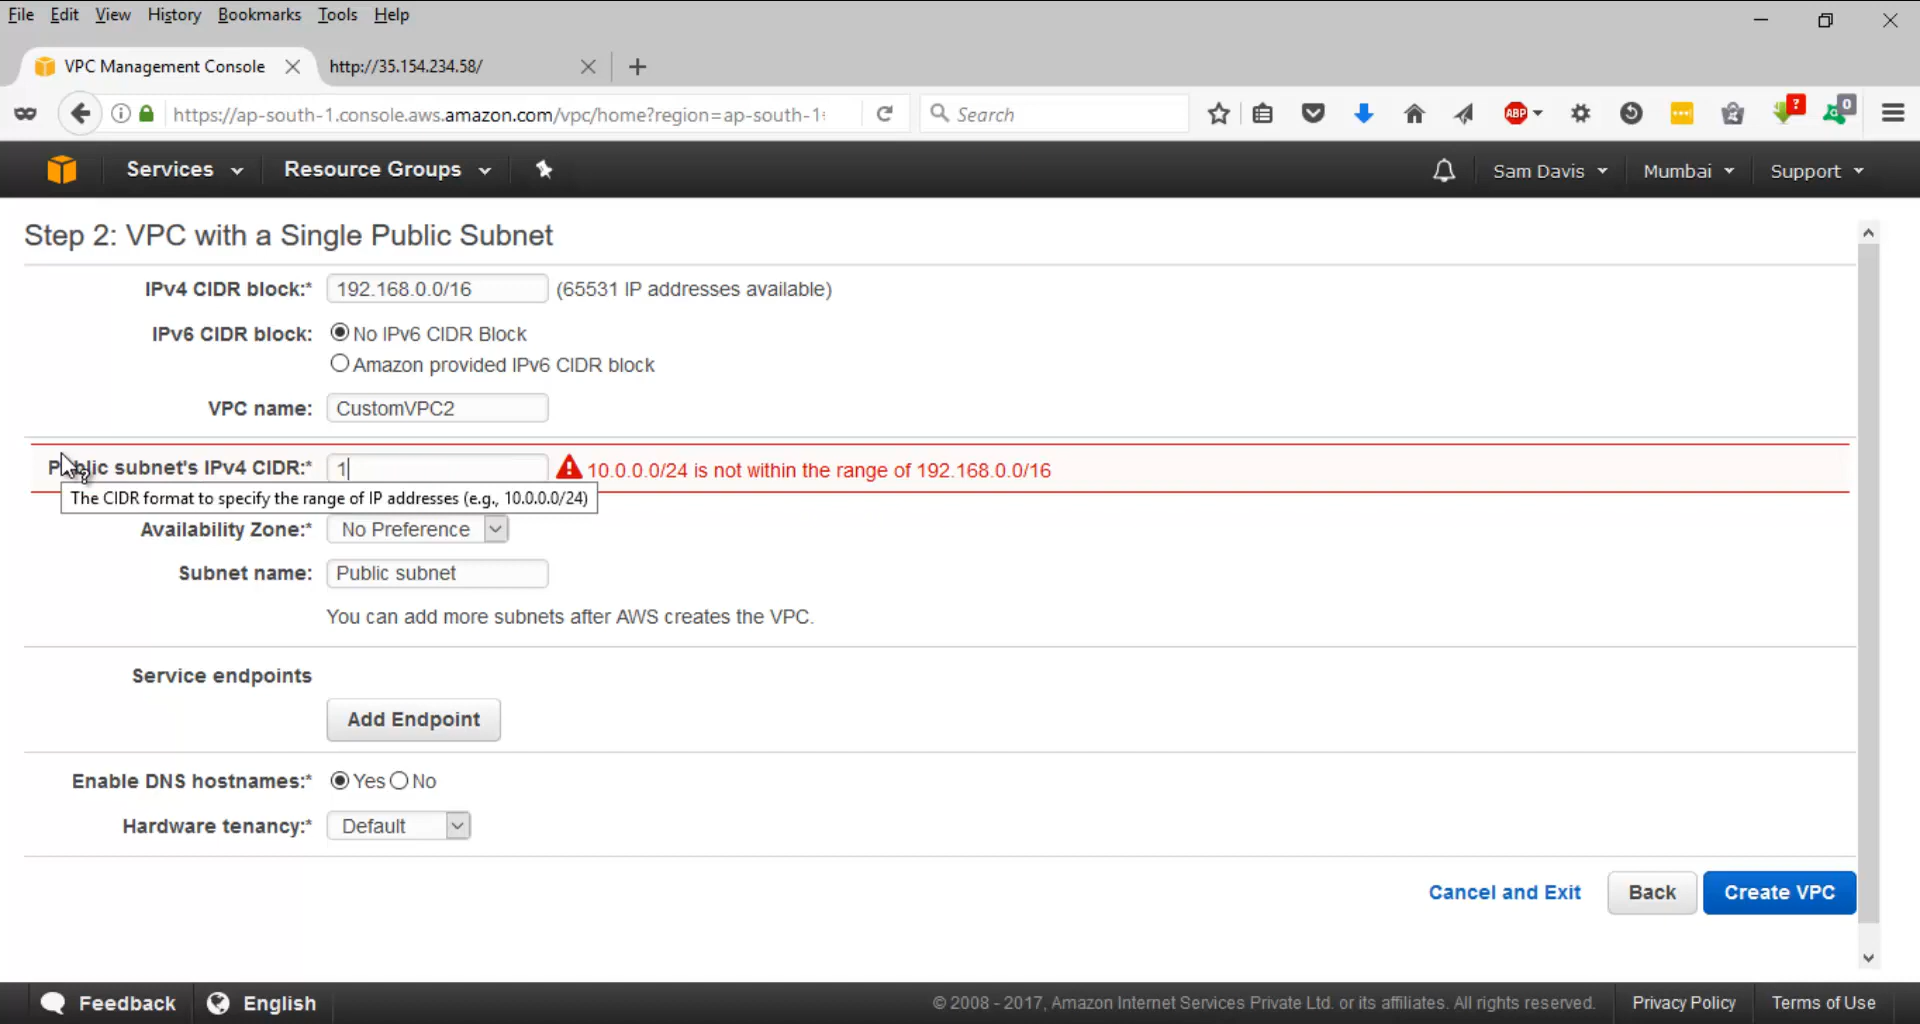 File Edit View History Bookmarks Tools Help
VPC Management Console http://35.154.234.58/
https://ap-south-1.console.aws.amazon.com/vpc/home?region=ap-south-1: Search ABP ? 0
Services Resource Groups Sam Davis Mumbai Support
Step 2: VPC with a Single Public Subnet
IPv4 CIDR block:* 192.168.0.0/16 (65531 IP addresses available)
IPv6 CIDR block: No IPv6 CIDR Block
Amazon provided IPv6 CIDR block
VPC name: CustomVPC2
Public subnet's IPv4 CIDR:* 1 10.0.0.0/24 is not within the range of 192.168.0.0/16
The CIDR format to specify the range of IP addresses (e.g., 10.0.0.0/24)
Availability Zone:* No Preference
Subnet name: Public subnet
You can add more subnets after AWS creates the VPC.
Service endpoints
Add Endpoint
Enable DNS hostnames:* Yes No
Hardware tenancy:* Default
Cancel and Exit Back Create VPC
Feedback English © 2008 - 2017, Amazon Internet Services Private Ltd. or its affiliates. All rights reserved. Privacy Policy Terms of Use